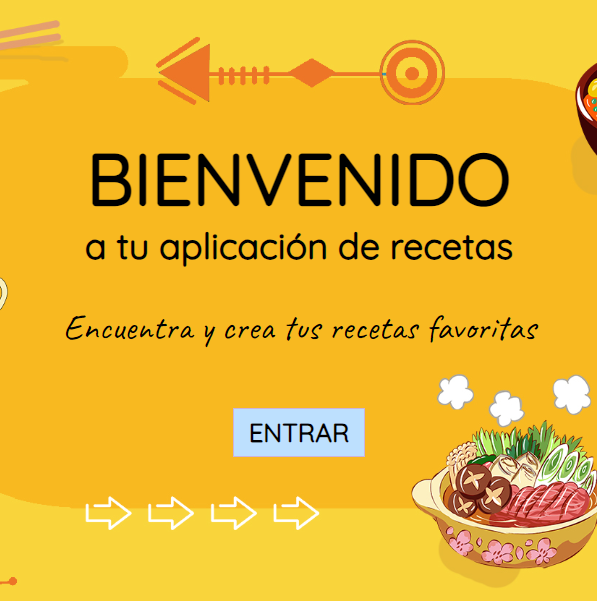 BIENVENIDO
a tu aplicación de recetas
Encuentra y crea tus recetas favoritas
ENTRAR